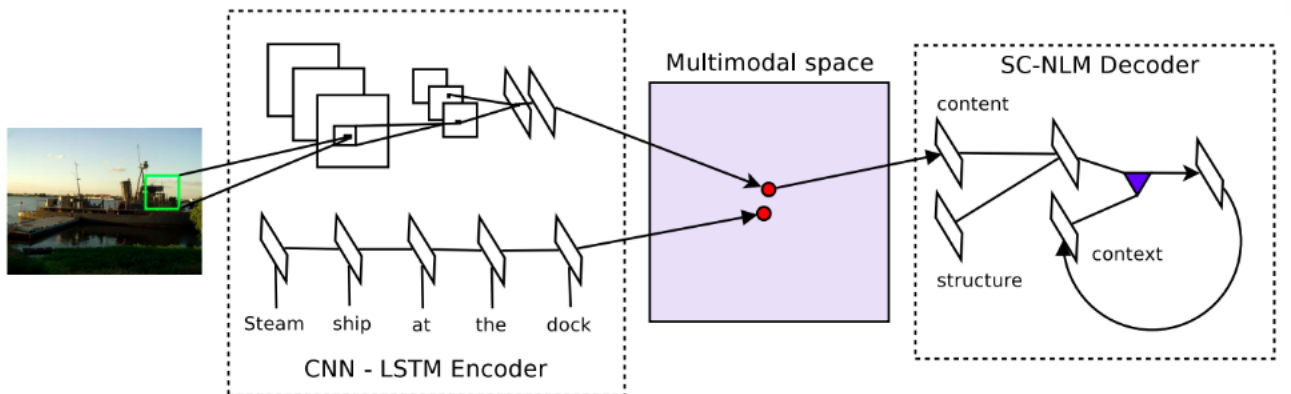 Multimodal space
SC-NLM Decoder
content
structure
context
Steam ship at the dock
CNN - LSTM Encoder